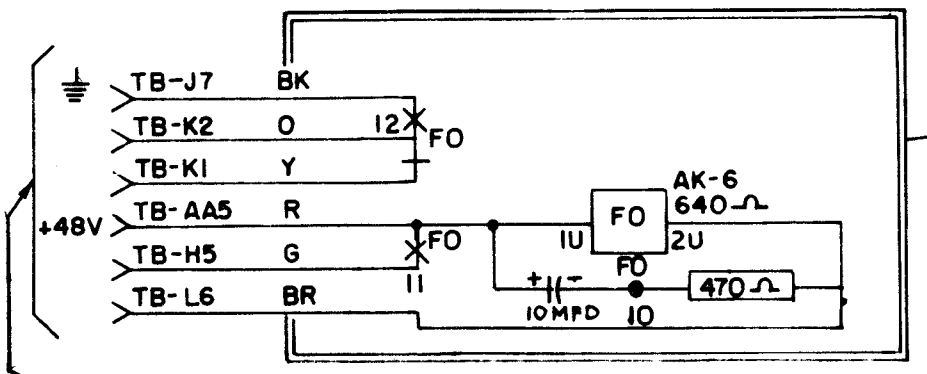 TB-J7 BK
TB-K2 O 12 FO
TB-K1 Y
AK-6
640 Ω
+48V TB-AA5 R FO 1U FO 2U
TB-H5 G 11
FO
470 Ω
TB-L6 BR + - 10MFD 10